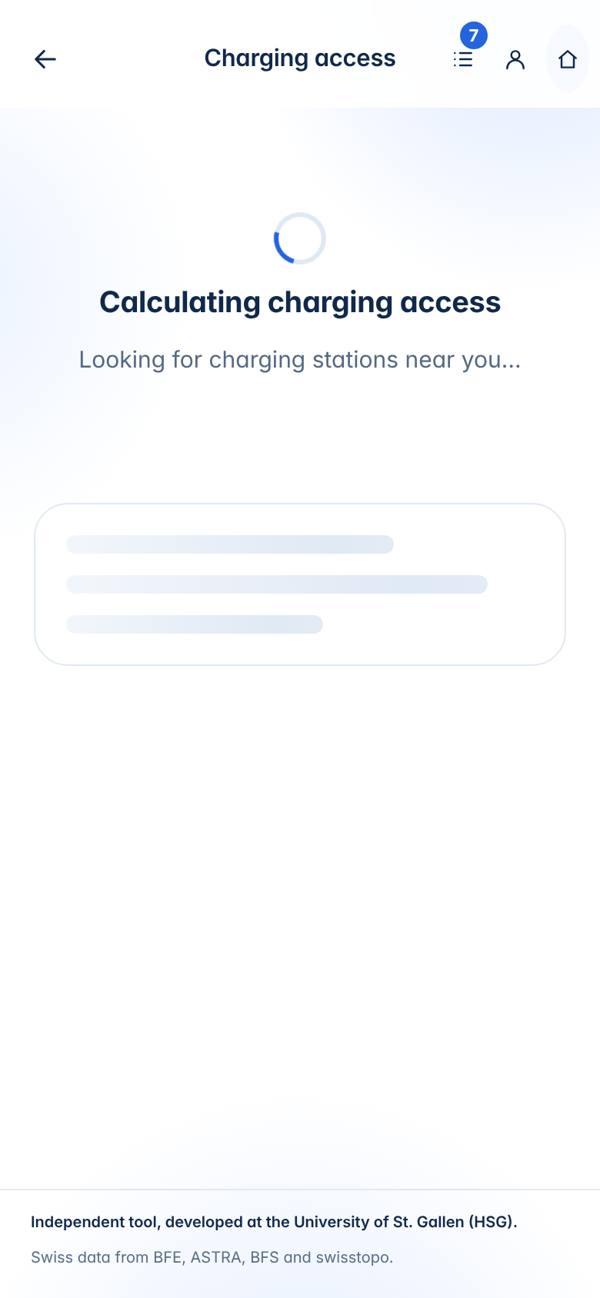 7
Charging access
Calculating charging access
Looking for charging stations near you...
Independent tool, developed at the University of St. Gallen (HSG).
Swiss data from BFE, ASTRA, BFS and swisstopo.